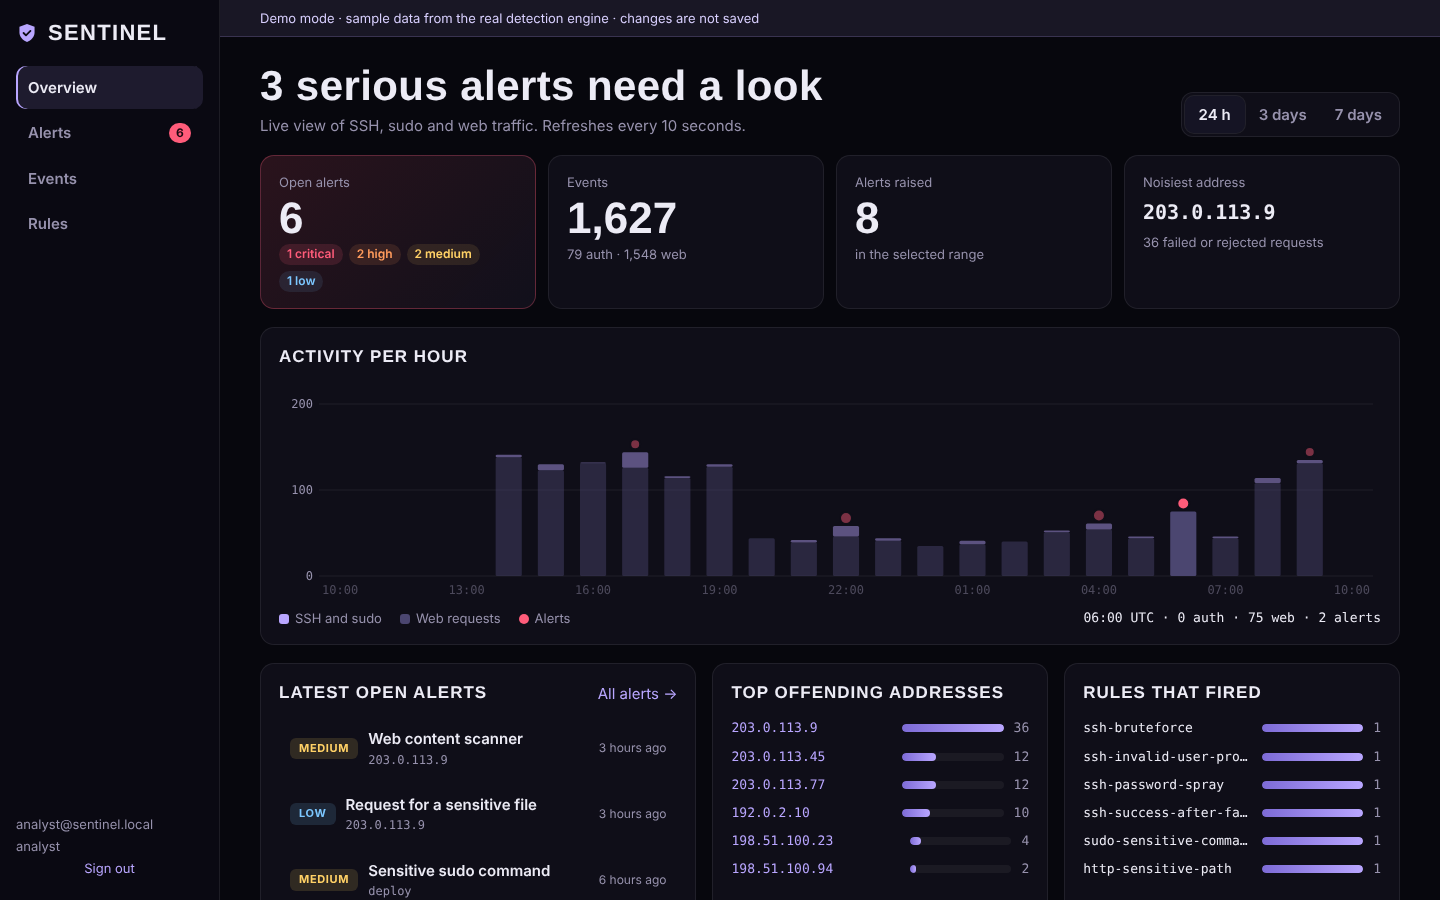 SENTINEL
Overview
Alerts 6
Events
Rules
analyst@sentinel.local
analyst
Sign out
Demo mode · sample data from the real detection engine · changes are not saved
3 serious alerts need a look
Live view of SSH, sudo and web traffic. Refreshes every 10 seconds.
24 h 3 days 7 days
Open alerts
6
1 critical 2 high 2 medium
1 low
Events
1,627
79 auth · 1,548 web
Alerts raised
8
in the selected range
Noisiest address
203.0.113.9
36 failed or rejected requests
ACTIVITY PER HOUR
200
100
0
10:00 13:00 16:00 19:00 22:00 01:00 04:00 07:00 10:00
SSH and sudo Web requests Alerts
06:00 UTC · 0 auth · 75 web · 2 alerts
LATEST OPEN ALERTS All alerts →
MEDIUM Web content scanner 3 hours ago
203.0.113.9
LOW Request for a sensitive file 3 hours ago
203.0.113.9
MEDIUM Sensitive sudo command 6 hours ago
deploy
TOP OFFENDING ADDRESSES
203.0.113.9 36
203.0.113.45 12
203.0.113.77 12
192.0.2.10 10
198.51.100.23 4
198.51.100.94 2
RULES THAT FIRED
ssh-bruteforce 1
ssh-invalid-user-pro… 1
ssh-password-spray 1
ssh-success-after-fa… 1
sudo-sensitive-comma… 1
http-sensitive-path 1